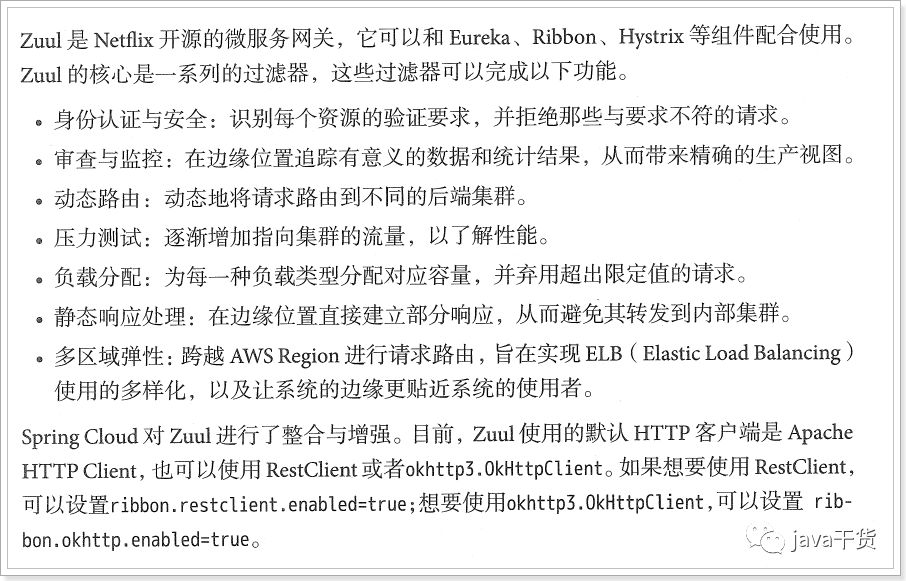 Zuul 是 Netflix 开源的微服务网关，它可以和 Eureka、Ribbon、Hystrix 等组件配合使用。
Zuul 的核心是一系列的过滤器，这些过滤器可以完成以下功能。
• 身份认证与安全：识别每个资源的验证要求，并拒绝那些与要求不符的请求。
• 审查与监控：在边缘位置追踪有意义的数据和统计结果，从而带来精确的生产视图。
• 动态路由：动态地将请求路由到不同的后端集群。
• 压力测试：逐渐增加指向集群的流量，以了解性能。
• 负载分配：为每一种负载类型分配对应容量，并弃用超出限定值的请求。
• 静态响应处理：在边缘位置直接建立部分响应，从而避免其转发到内部集群。
• 多区域弹性：跨越 AWS Region 进行请求路由，旨在实现 ELB（Elastic Load Balancing）
使用的多样化，以及让系统的边缘更贴近系统的使用者。
Spring Cloud 对 Zuul 进行了整合与增强。目前，Zuul 使用的默认 HTTP 客户端是 Apache
HTTP Client，也可以使用 RestClient 或者okhttp3.OkHttpClient。如果想要使用 RestClient，
可以设置ribbon.restclient.enabled=true;想要使用okhttp3.OkHttpClient,可以设置 rib-
bon.okhttp.enabled=true。
java干货